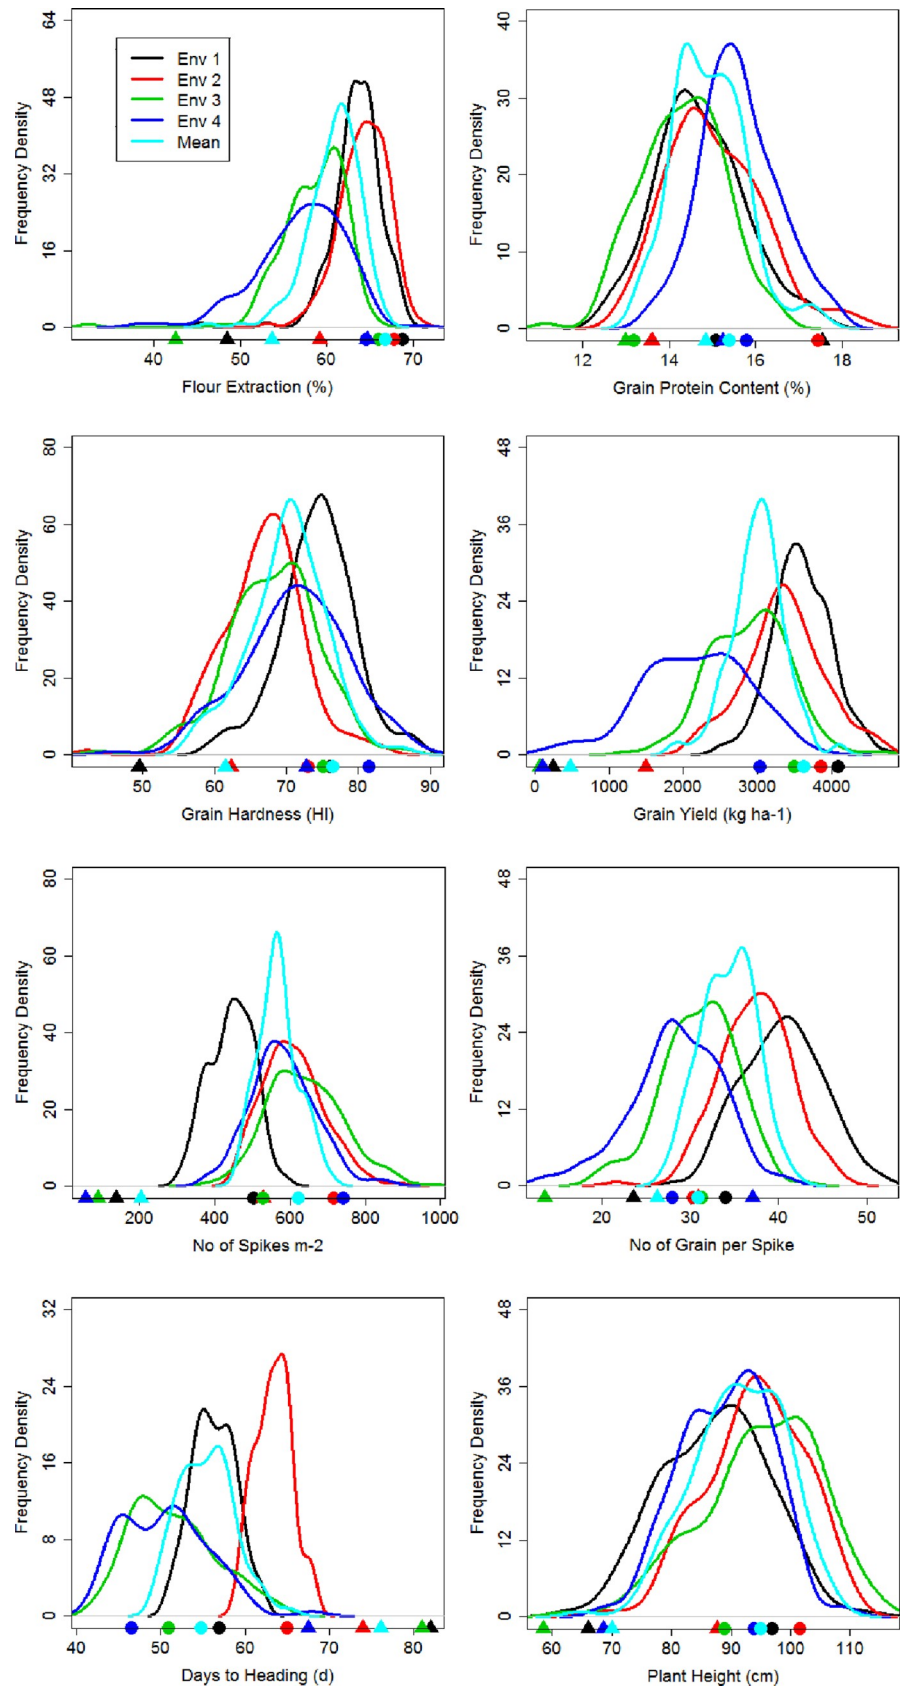 64
48
32
16
0
Frequency Density
Env 1
Env 2
Env 3
Env 4
Mean
40 50 60 70
Flour Extraction (%)
40
30
20
10
0
Frequency Density
12 14 16 18
Grain Protein Content (%)
80
60
40
20
0
Frequency Density
50 60 70 80 90
Grain Hardness (HI)
48
36
24
12
0
Frequency Density
0 1000 2000 3000 4000
Grain Yield (kg ha-1)
80
60
40
20
0
Frequency Density
200 400 600 800 1000
No of Spikes m-2
48
36
24
12
0
Frequency Density
20 30 40 50
No of Grain per Spike
32
24
16
8
0
Frequency Density
40 50 60 70 80
Days to Heading (d)
48
36
24
12
0
Frequency Density
60 70 80 90 100 110
Plant Height (cm)